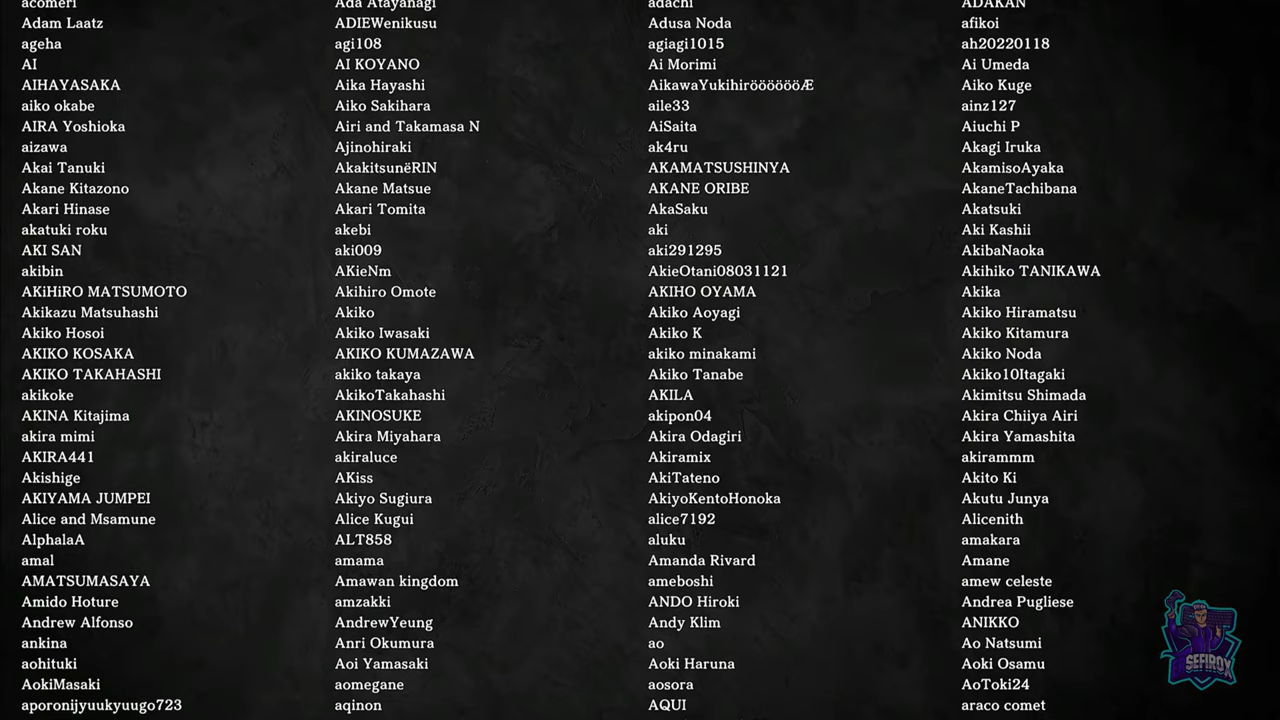 acomeri Ada Atayanagi adachi ADAKAN
Adam Laatz ADIEWenikusu Adusa Noda afikoi
ageha agi108 agiagi1015 ah20220118
AI AI KOYANO Ai Morimi Ai Umeda
AIHAYASAKA Aika Hayashi AikawaYukihiröööööö​Æ Aiko Kuge
aiko okabe Aiko Sakihara aile33 ainz127
AIRA Yoshioka Airi and Takamasa N AiSaita Aiuchi P
aizawa Ajinohiraki ak4ru Akagi Iruka
Akai Tanuki AkakitsunëRIN AKAMATSUSHINYA AkamisoAyaka
Akane Kitazono Akane Matsue AKANE ORIBE AkaneTachibana
Akari Hinase Akari Tomita AkaSaku Akatsuki
akatuki roku akebi aki Aki Kashii
AKI SAN aki009 aki291295 AkibaNaoka
akibin AKieNm AkieOtani08031121 Akihiko TANIKAWA
AKiHiRO MATSUMOTO Akihiro Omote AKIHO OYAMA Akika
Akikazu Matsuhashi Akiko Akiko Aoyagi Akiko Hiramatsu
Akiko Hosoi Akiko Iwasaki Akiko K Akiko Kitamura
AKIKO KOSAKA AKIKO KUMAZAWA akiko minakami Akiko Noda
AKIKO TAKAHASHI akiko takaya Akiko Tanabe Akiko10Itagaki
akikoke AkikoTakahashi AKILA Akimitsu Shimada
AKINA Kitajima AKINOSUKE akipon04 Akira Chiiya Airi
akira mimi Akira Miyahara Akira Odagiri Akira Yamashita
AKIRA441 akiraluce Akiramix akirammm
Akishige AKiss AkiTateno Akito Ki
AKIYAMA JUMPEI Akiyo Sugiura AkiyoKentoHonoka Akutu Junya
Alice and Msamune Alice Kugui alice7192 Alicenith
AlphalaA ALT858 aluku amakara
amal amama Amanda Rivard Amane
AMATSUMASAYA Amawan kingdom ameboshi amew celeste
Amido Hoture amzakki ANDO Hiroki Andrea Pugliese
Andrew Alfonso AndrewYeung Andy Klim ANIKKO
ankina Anri Okumura ao Ao Natsumi
aohituki Aoi Yamasaki Aoki Haruna Aoki Osamu
AokiMasaki aomegane aosora AoToki24
aporonijyuukyuugo723 aqinon AQUI araco comet
SEFIROX